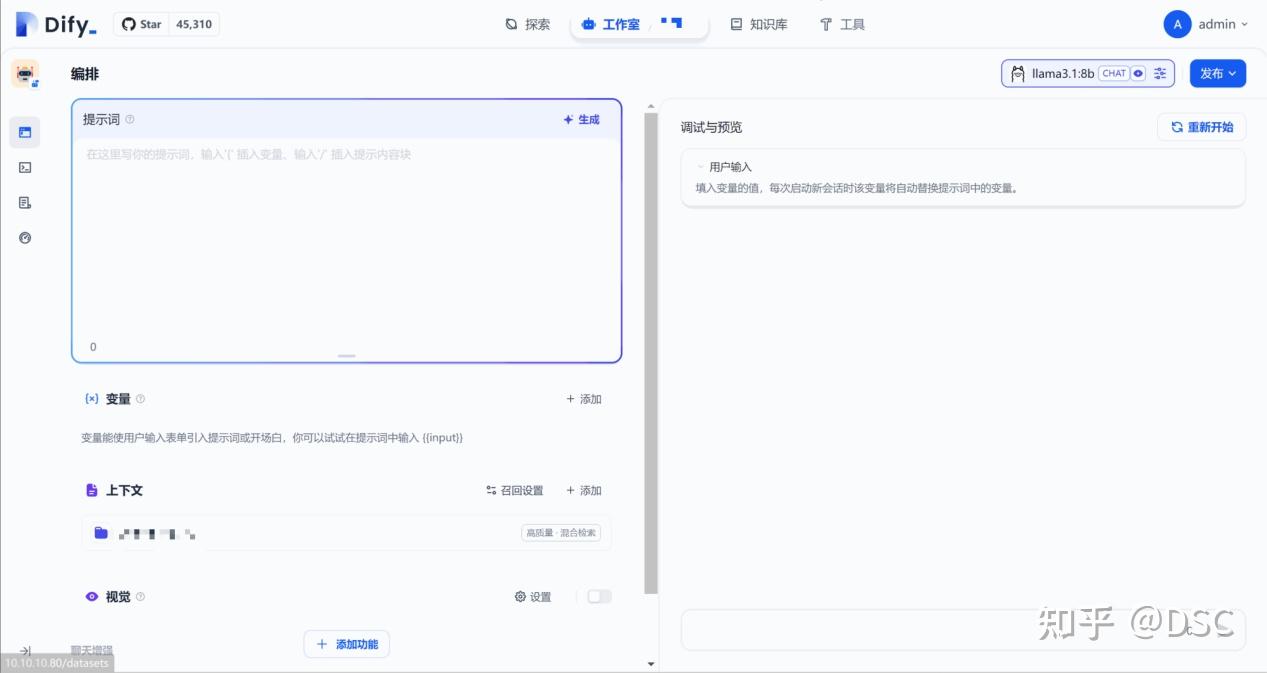 Dify_
Star 45,310
探索
工作室 /
知识库
工具
A admin
编排
llama3.1:8b CHAT
发布
提示词
生成
在这里写你的提示词，输入'{' 插入变量、输入'/' 插入提示内容块
0
调试与预览
重新开始
用户输入
填入变量的值，每次启动新会话时该变量将自动替换提示词中的变量。
{×} 变量
+ 添加
变量能使用户输入表单引入提示词或开场白，你可以试试在提示词中输入 {{input}}
上下文
召回设置
+ 添加
高质量 · 混合检索
视觉
设置
+ 添加功能
聊天增强
10.10.10.80/datasets
知乎 @DSC